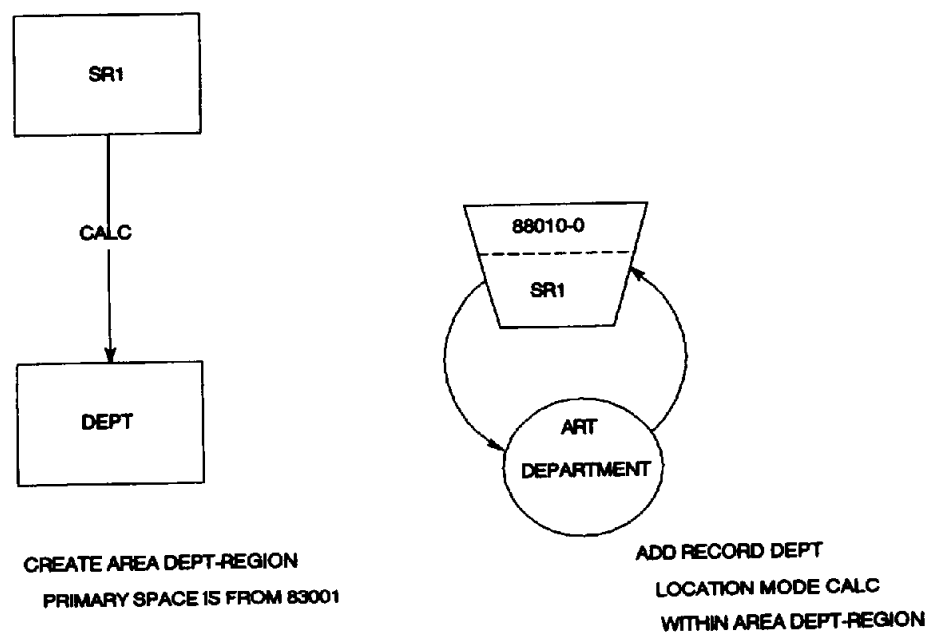 SR1
CALC
DEPT
CREATE AREA DEPT-REGION
PRIMARY SPACE IS FROM 83001
88010-0
SR1
ART
DEPARTMENT
ADD RECORD DEPT
LOCATION MODE CALC
WITHIN AREA DEPT-REGION